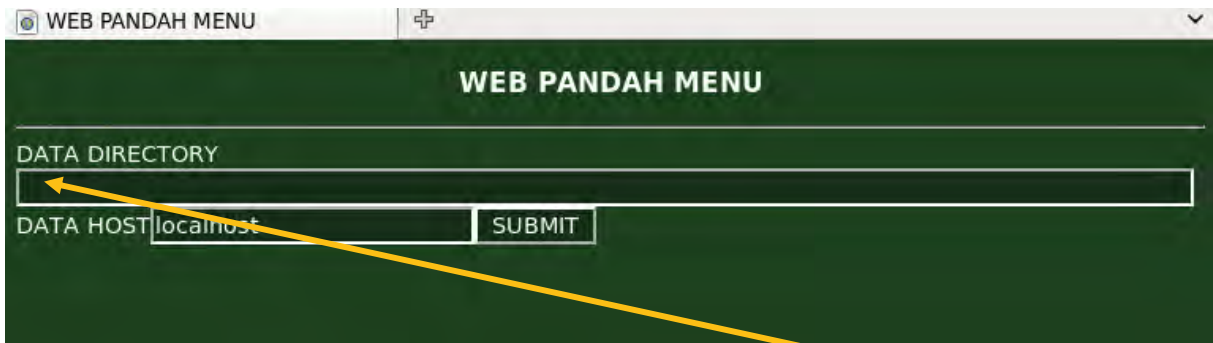 WEB PANDAH MENU
WEB PANDAH MENU
DATA DIRECTORY
DATA HOST localhost SUBMIT